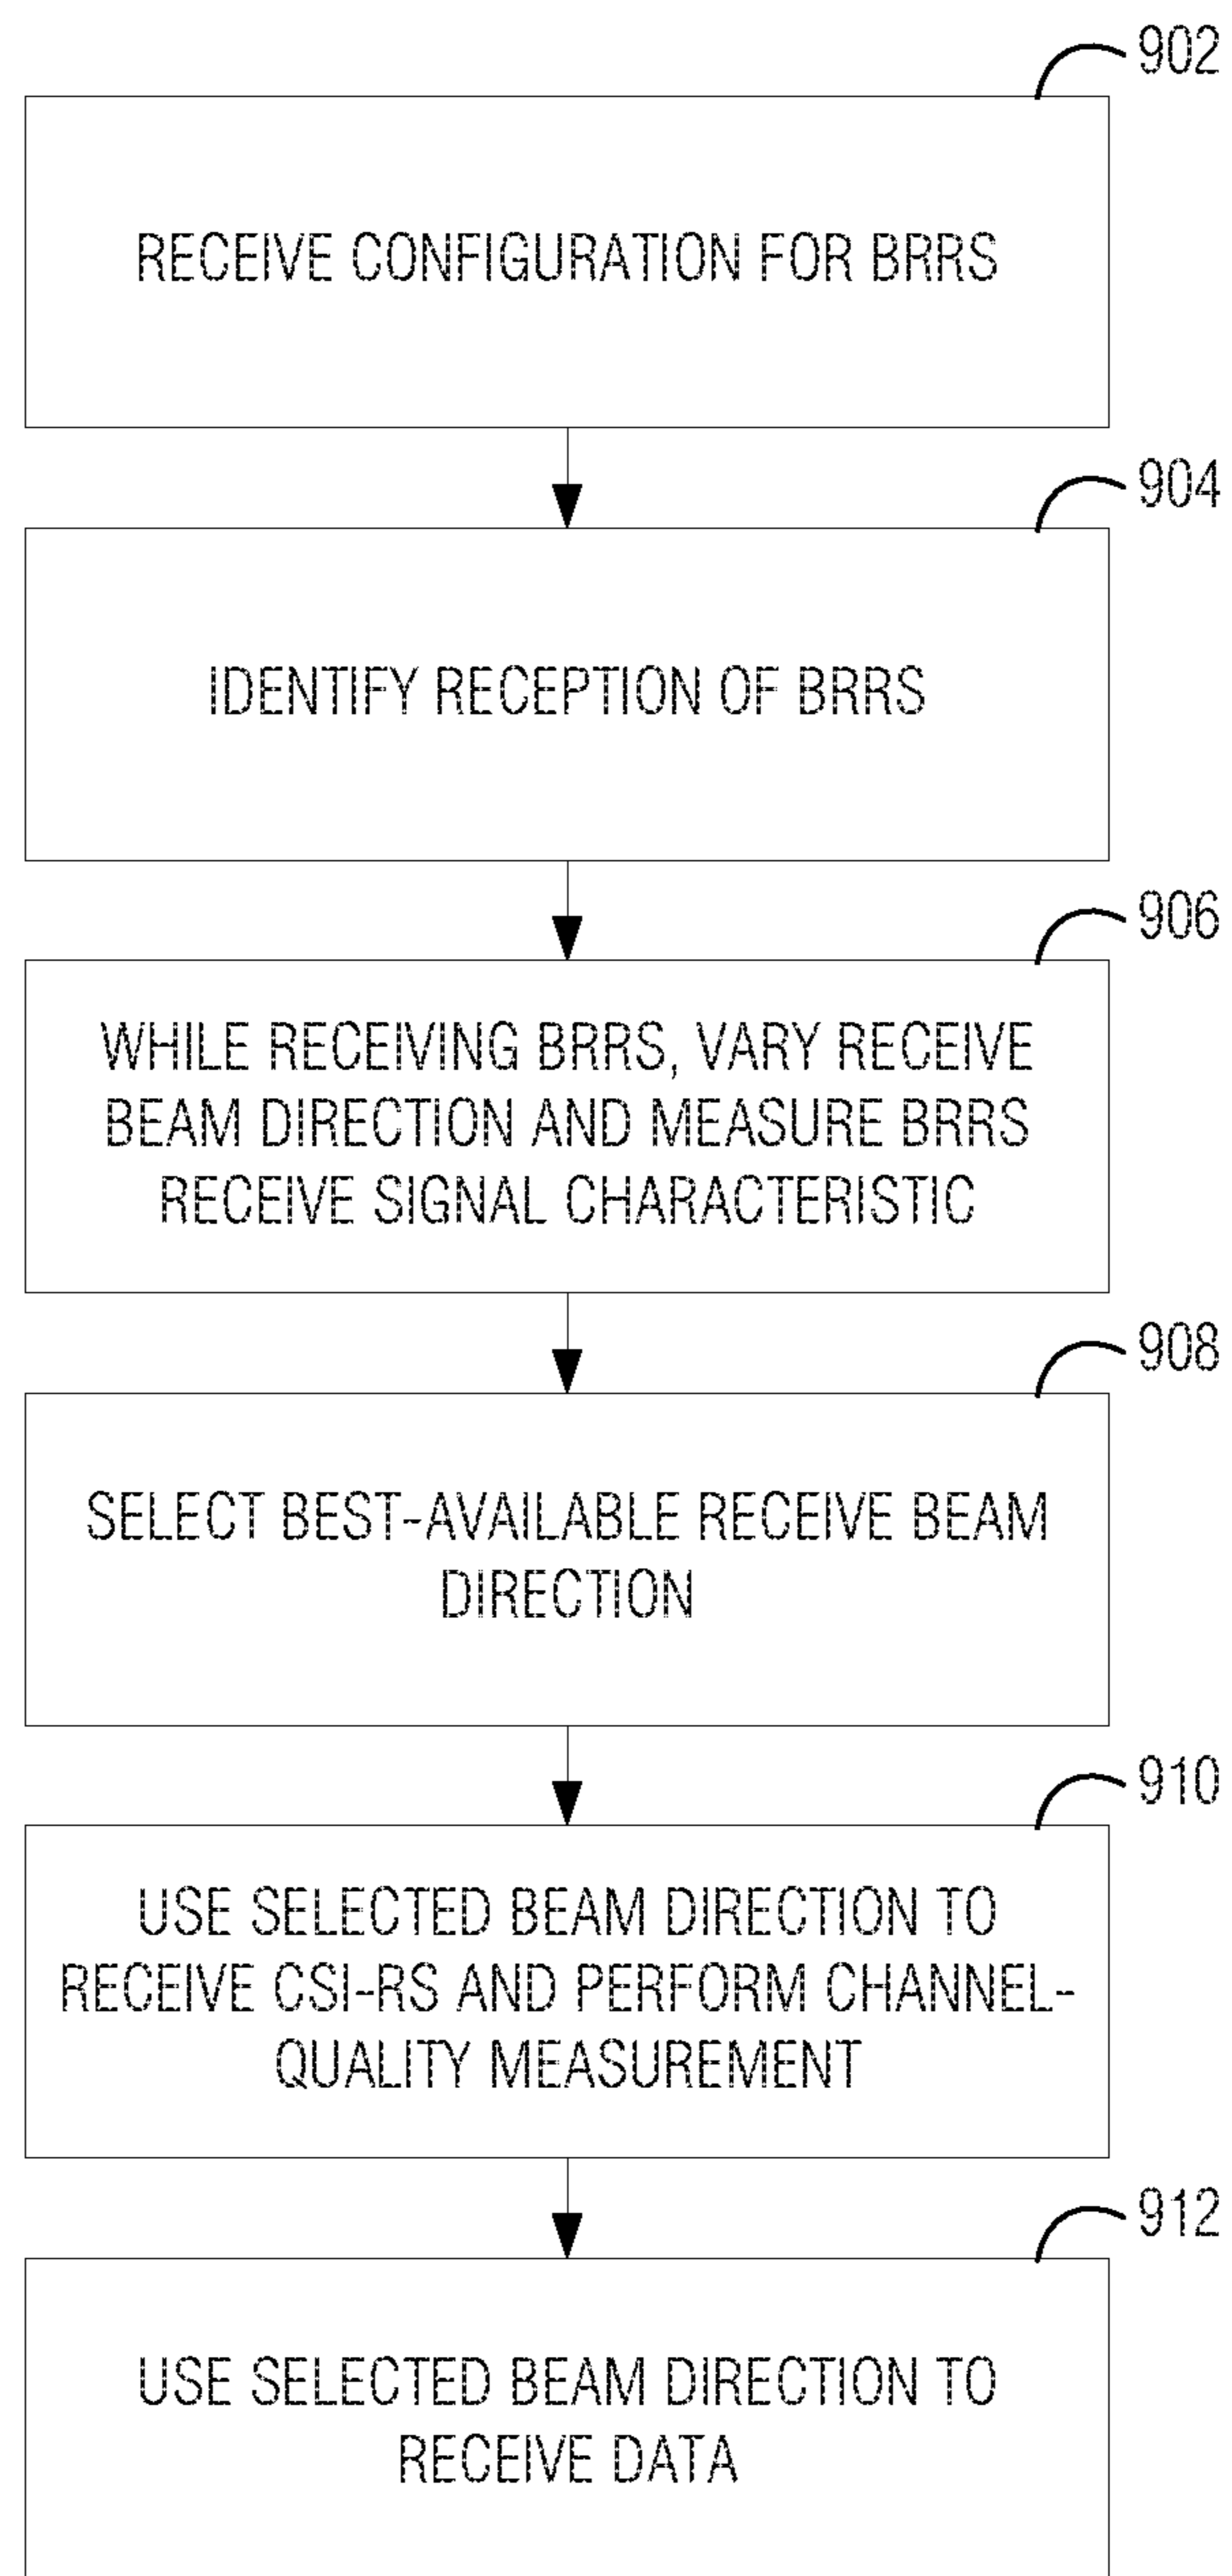 902
RECEIVE CONFIGURATION FOR BRRS
904
IDENTIFY RECEPTION OF BRRS
906
WHILE RECEIVING BRRS, VARY RECEIVE
BEAM DIRECTION AND MEASURE BRRS
RECEIVE SIGNAL CHARACTERISTIC
908
SELECT BEST-AVAILABLE RECEIVE BEAM
DIRECTION
910
USE SELECTED BEAM DIRECTION TO
RECEIVE CSI-RS AND PERFORM CHANNEL-
QUALITY MEASUREMENT
912
USE SELECTED BEAM DIRECTION TO
RECEIVE DATA